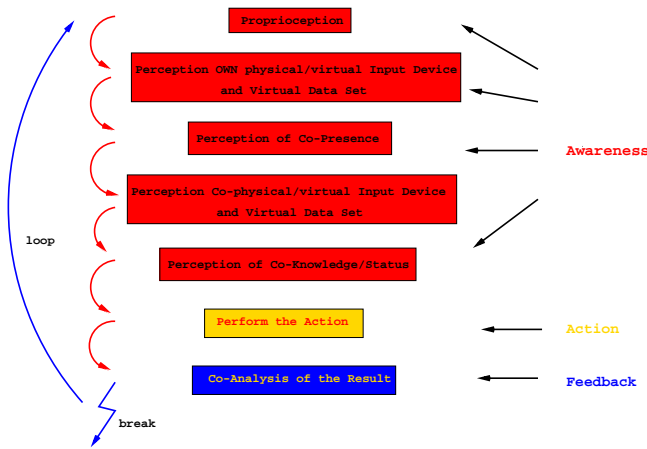 Proprioception
Perception OWN physical/virtual Input Device
and Virtual Data Set
Perception of Co-Presence
Awareness
Perception Co-physical/virtual Input Device
and Virtual Data Set
loop
Perception of Co-Knowledge/Status
Perform the Action
Action
Co-Analysis of the Result
Feedback
break